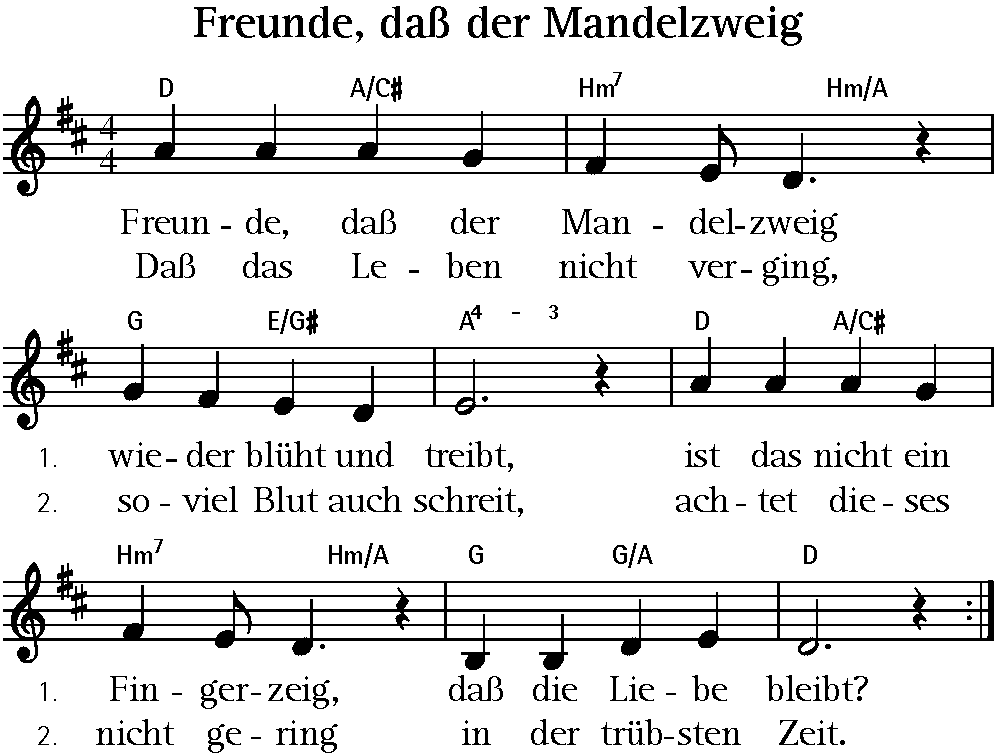 Freunde, daß der Mandelzweig
D A/C# Hm7 Hm/A
4
4
Freun - de, daß der Man - del-zweig
Daß das Le - ben nicht ver - ging,
G E/G# A4 - 3 D A/C#
1. wie - der blüht und treibt, ist das nicht ein
2. so - viel Blut auch schreit, ach - tet die - ses
Hm7 Hm/A G G/A D
1. Fin - ger-zeig, daß die Lie - be bleibt?
2. nicht ge - ring in der trüb-sten Zeit.